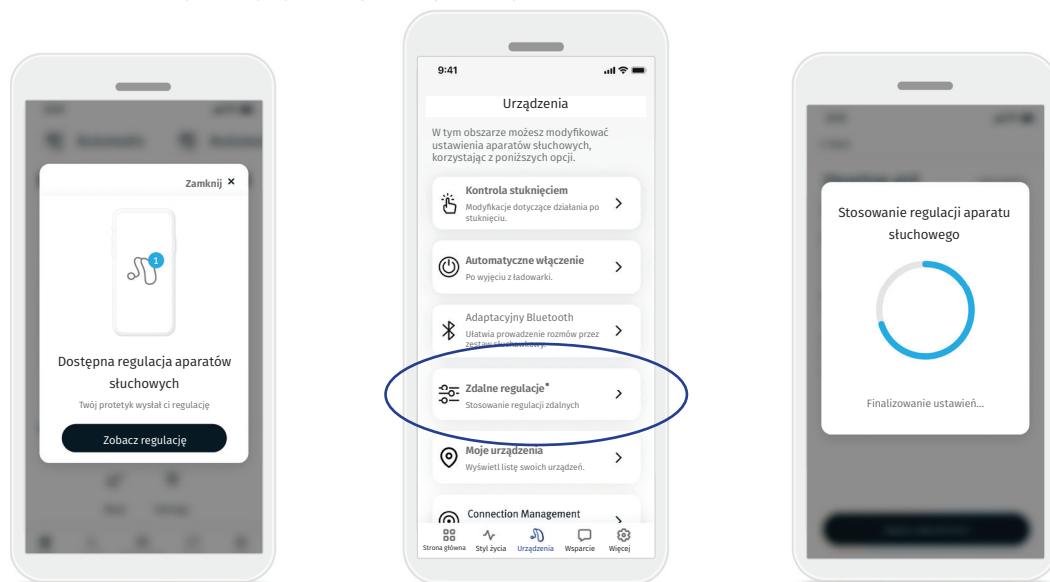 Zamknij ×
1
Dostępna regulacja aparatów
słuchowych
Twój protetyk wysłał ci regulację
Zobacz regulację
9:41
Urządzenia
W tym obszarze możesz modyfikować
ustawienia aparatów słuchowych,
korzystając z poniższych opcji.
Kontrola stuknięciem
Modyfikacje dotyczące działania po
stuknięciu.
Automatyczne włączenie
Po wyjęciu z ładowarki.
Adaptacyjny Bluetooth
Ułatwia prowadzenie rozmów przez
zestaw słuchawkowy.
Zdalne regulacje*
Stosowanie regulacji zdalnych
Moje urządzenia
Wyświetl listę swoich urządzeń.
Connection Management
Strona główna Styl życia Urządzenia Wsparcie Więcej
Stosowanie regulacji aparatu
słuchowego
Finalizowanie ustawień...